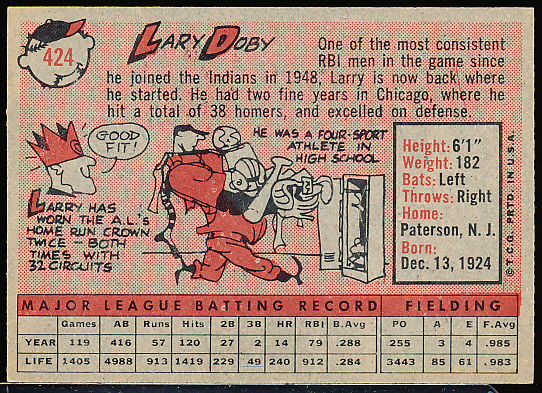 424
LARY DOBY
One of the most consistent
RBI men in the game since
he joined the Indians in 1948, Larry is now back where
he started. He had two fine years in Chicago, where he
hit a total of 38 homers, and excelled on defense.
GOOD
FIT!
LARRY HAS
WORN THE A.L.'S
HOME RUN CROWN
TWICE - BOTH
TIMES WITH
32 CIRCUITS
HE WAS A FOUR-SPORT
ATHLETE IN
HIGH SCHOOL
Height: 6'1"
Weight: 182
Bats: Left
Throws: Right
Home:
Paterson, N. J.
Born:
Dec. 13, 1924
© T.C.G. PRTD. IN U.S.A.
MAJOR LEAGUE BATTING RECORD FIELDING
Games AB Runs Hits 2B 3B HR RBI B.Avg PO A E F.Avg
YEAR 119 416 57 120 27 2 14 79 .288 255 3 4 .985
LIFE 1405 4988 913 1419 229 49 240 907 .284 3443 85 61 .983